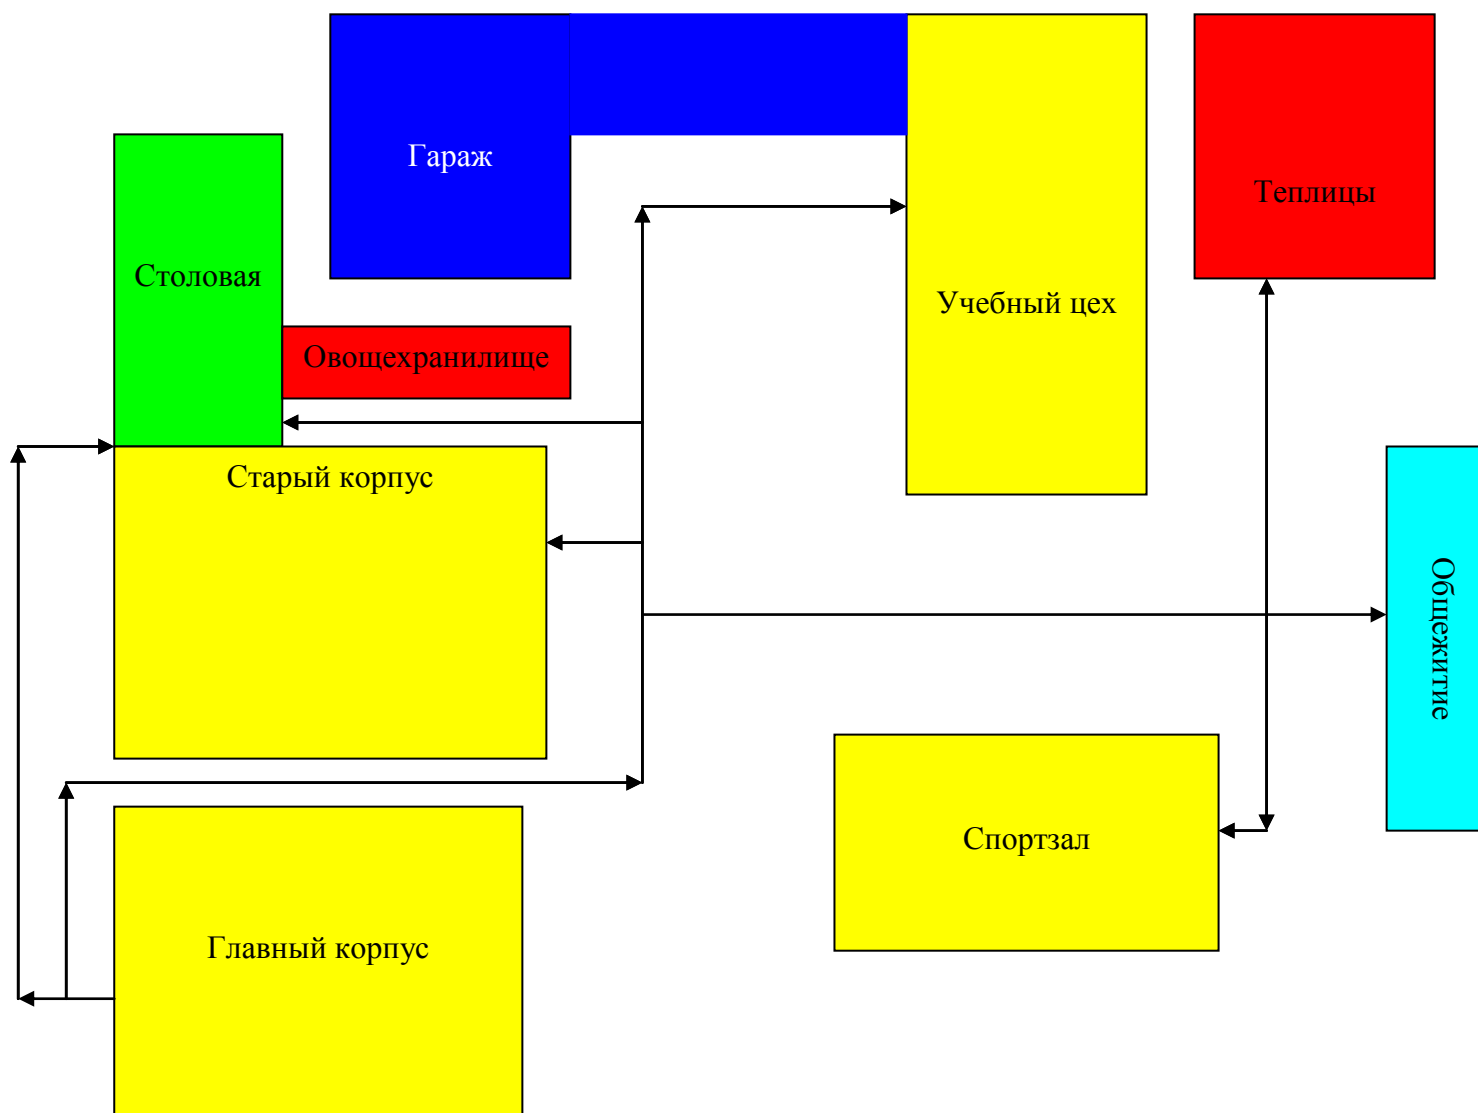 Гараж
Теплицы
Столовая
Учебный цех
Овощехранилище
Старый корпус
Общежитие
Спортзал
Главный корпус